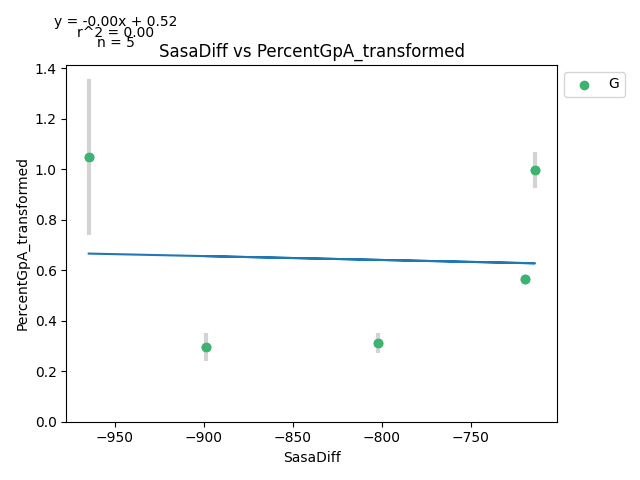 y = -0.00x + 0.52
r^2 = 0.00
n = 5
SasaDiff vs PercentGpA_transformed
G
PercentGpA_transformed
1.4
1.2
1.0
0.8
0.6
0.4
0.2
0.0
−950
−900
−850
−800
−750
SasaDiff